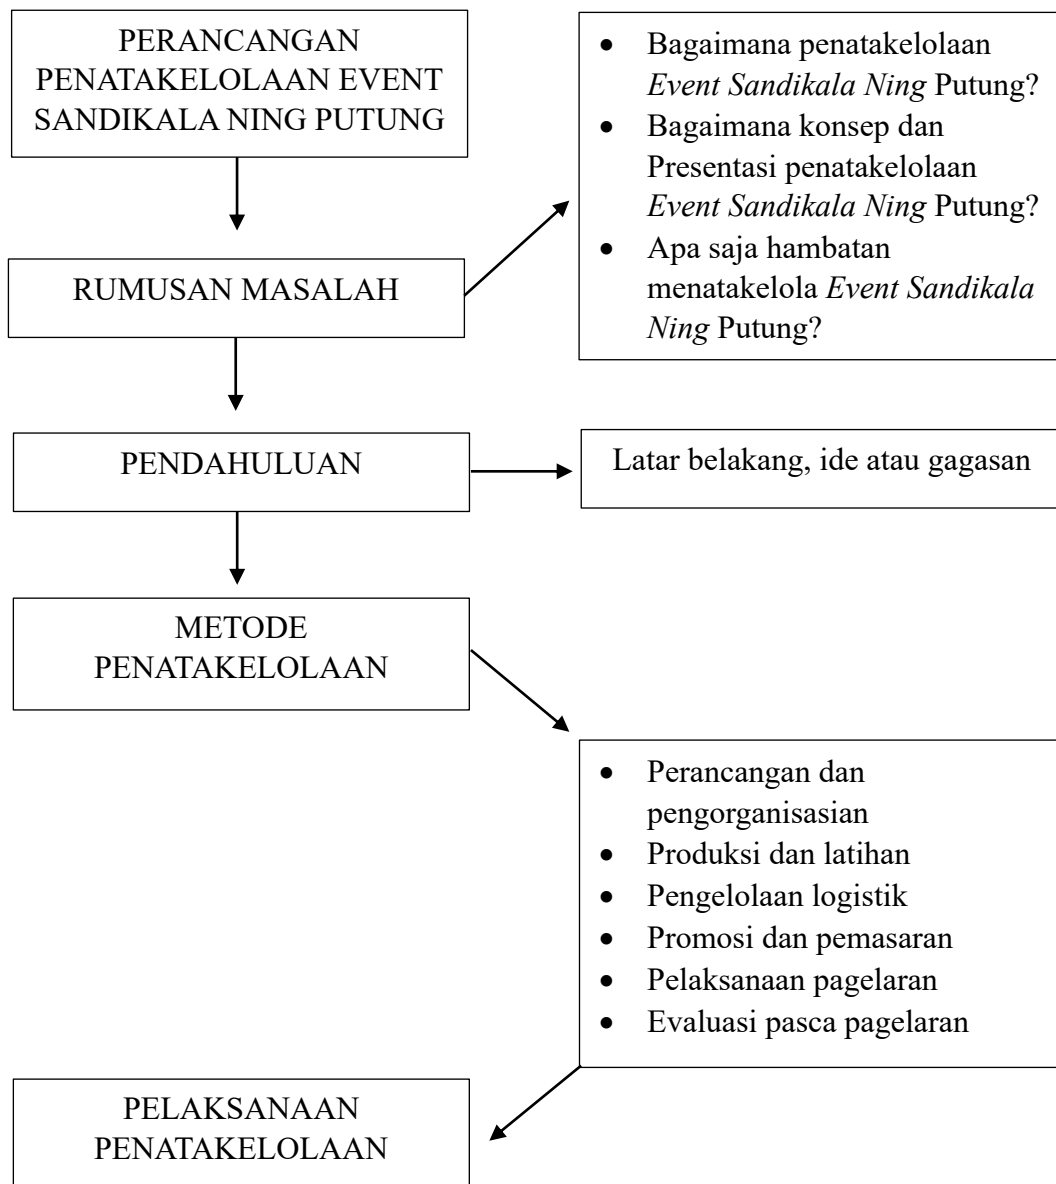 PERANCANGAN
PENATAKELOLAAN EVENT
SANDIKALA NING PUTUNG
• Bagaimana penatakelolaan
Event Sandikala Ning Putung?
• Bagaimana konsep dan
Presentasi penatakelolaan
Event Sandikala Ning Putung?
• Apa saja hambatan
menatakelola Event Sandikala
Ning Putung?
RUMUSAN MASALAH
PENDAHULUAN
Latar belakang, ide atau gagasan
METODE
PENATAKELOLAAN
• Perancangan dan
pengorganisasian
• Produksi dan latihan
• Pengelolaan logistik
• Promosi dan pemasaran
• Pelaksanaan pagelaran
• Evaluasi pasca pagelaran
PELAKSANAAN
PENATAKELOLAAN